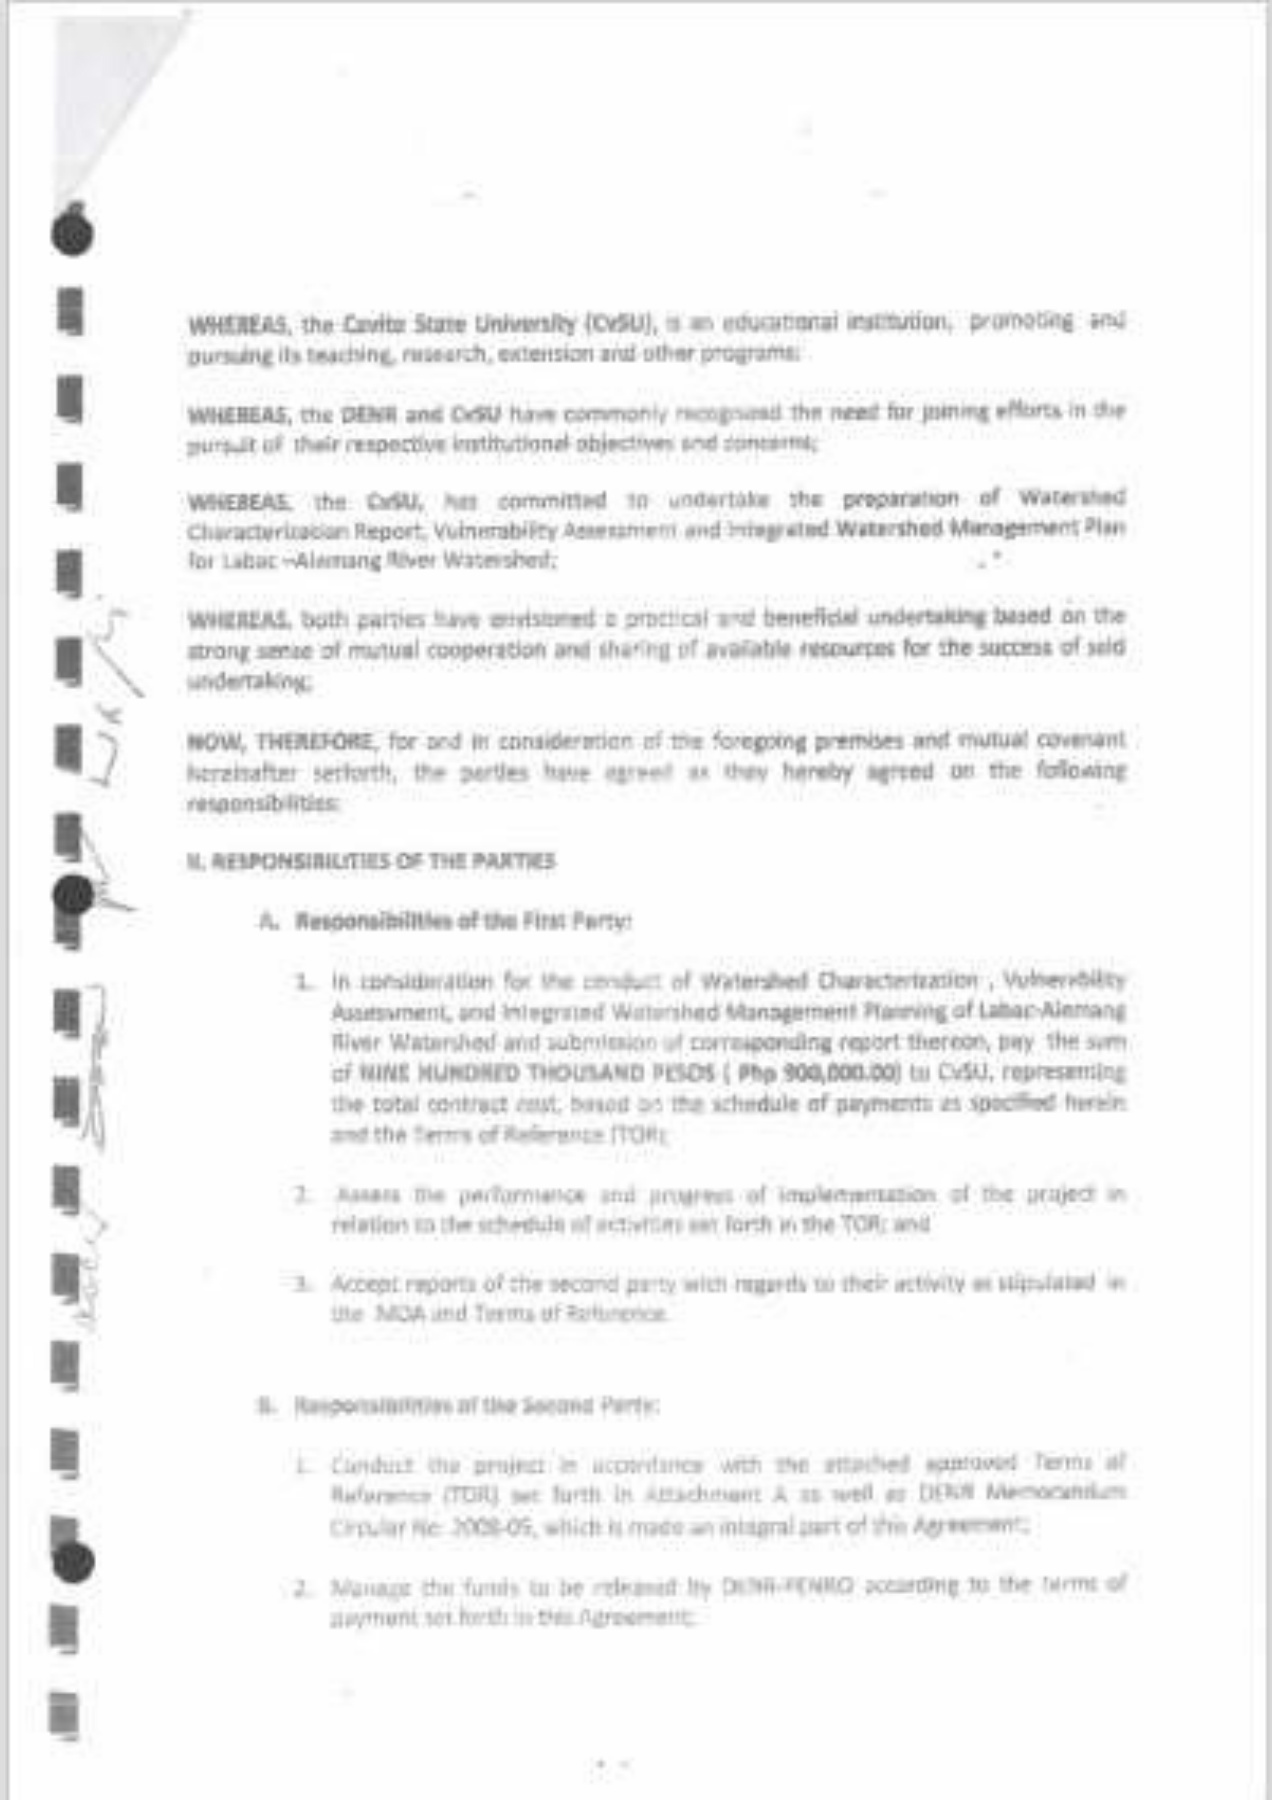 WHEREAS, the Cavite State University (CvSU), is an educational institution, promoting and
pursuing its teaching, research, extension and other programs;
WHEREAS, the DENR and CvSU have commonly recognized the need for joining efforts in the
pursuit of their respective institutional objectives and concerns;
WHEREAS, the CvSU, has committed to undertake the preparation of Watershed
Characterization Report, Vulnerability Assessment and Integrated Watershed Management Plan
for Labac –Alemang River Watershed;
WHEREAS, both parties have envisioned a practical and beneficial undertaking based on the
strong sense of mutual cooperation and sharing of available resources for the success of said
undertaking;
NOW, THEREFORE, for and in consideration of the foregoing premises and mutual covenant
hereinafter setforth, the parties have agreed as they hereby agreed on the following
responsibilities:
II. RESPONSIBILITIES OF THE PARTIES
A. Responsibilities of the First Party:
1. In consideration for the conduct of Watershed Characterization , Vulnerability
Assessment, and Integrated Watershed Management Planning of Labac-Alemang
River Watershed and submission of corresponding report thereon, pay the sum
of NINE HUNDRED THOUSAND PESOS ( Php 900,000.00) to CvSU, representing
the total contract cost, based on the schedule of payments as specified herein
and the Terms of Reference (TOR);
2. Assess the performance and progress of implementation of the project in
relation to the schedule of activities set forth in the TOR; and
3. Accept reports of the second party with regards to their activity as stipulated in
the MOA and Terms of Reference.
B. Responsibilities of the Second Party:
1. Conduct the project in accordance with the attached approved Terms of
Reference (TOR) set forth in Attachment A as well as DENR Memorandum
Circular No. 2008-05, which is made an integral part of this Agreement;
2. Manage the funds to be released by DENR-PENRO according to the terms of
payment set forth in this Agreement;